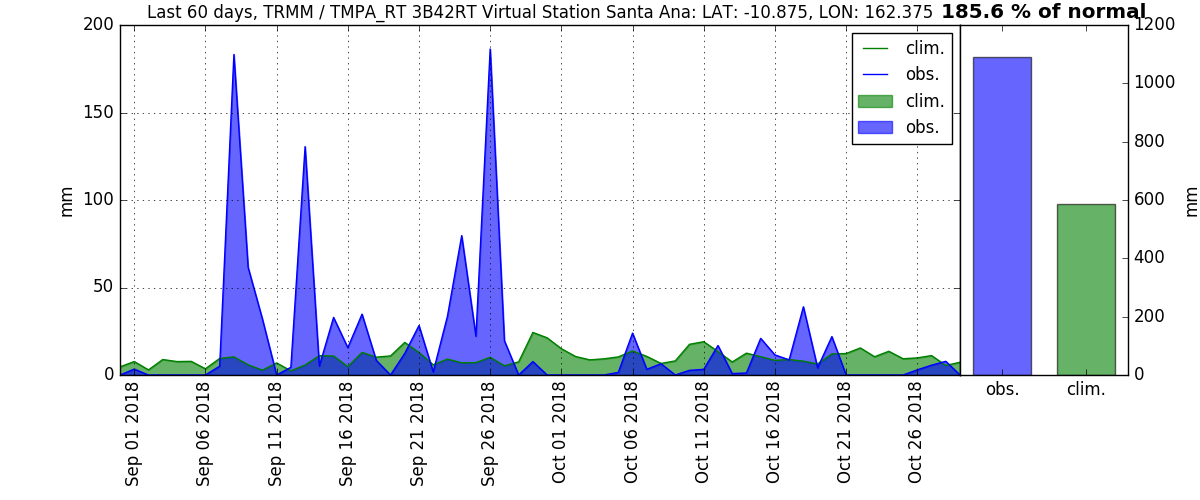 Last 60 days, TRMM / TMPA_RT 3B42RT Virtual Station Santa Ana: LAT: -10.875, LON: 162.375 185.6 % of normal
200
150
100
50
0
mm
clim.
obs.
clim.
obs.
1200
1000
800
600
400
200
0
mm
Sep 01 2018
Sep 06 2018
Sep 11 2018
Sep 16 2018
Sep 21 2018
Sep 26 2018
Oct 01 2018
Oct 06 2018
Oct 11 2018
Oct 16 2018
Oct 21 2018
Oct 26 2018
obs.
clim.